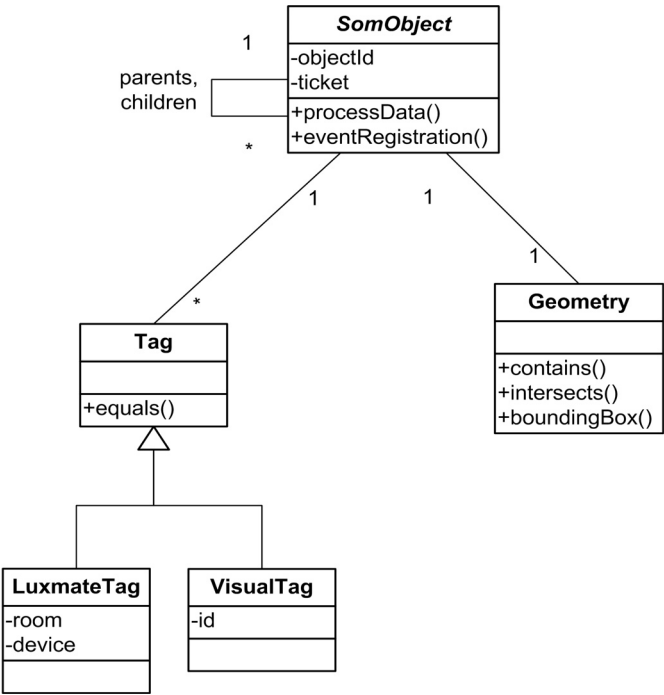 SomObject
-objectId
-ticket
+processData()
+eventRegistration()
1
parents,
children
*
1
*
1
1
Tag
+equals()
Geometry
+contains()
+intersects()
+boundingBox()
LuxmateTag
-room
-device
VisualTag
-id